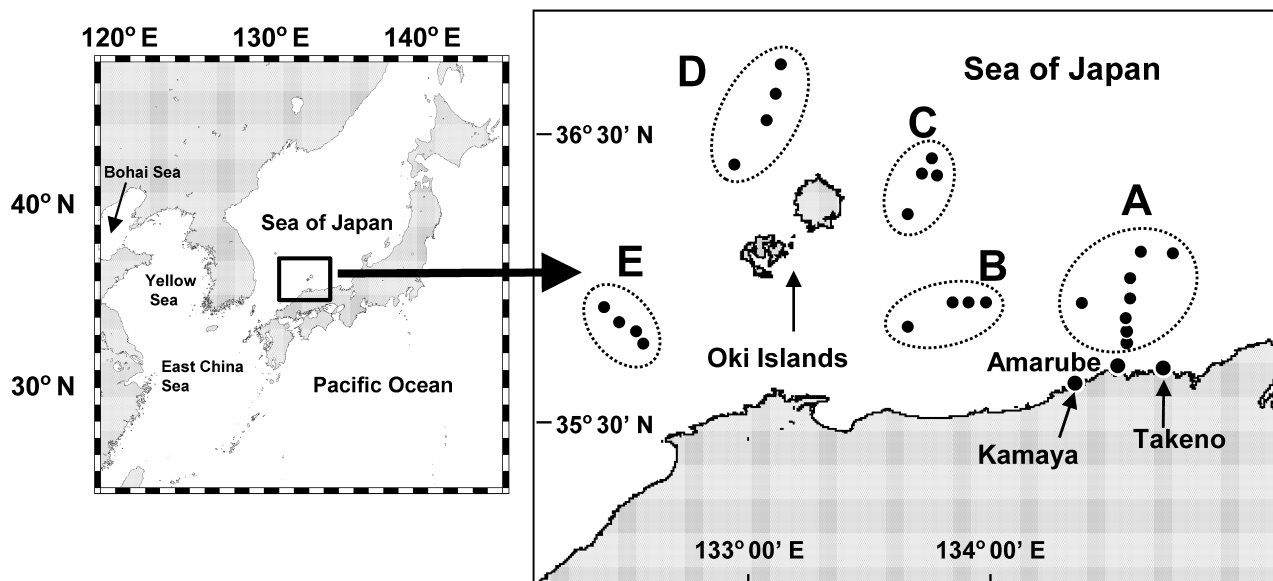 120° E 130° E 140° E
40° N
30° N
Bohai Sea
Sea of Japan
Yellow
Sea
East China
Sea
Pacific Ocean
Sea of Japan
36° 30’ N
35° 30’ N
D
C
A
E
B
Oki Islands
Amarube
Kamaya
Takeno
133° 00’ E 134° 00’ E